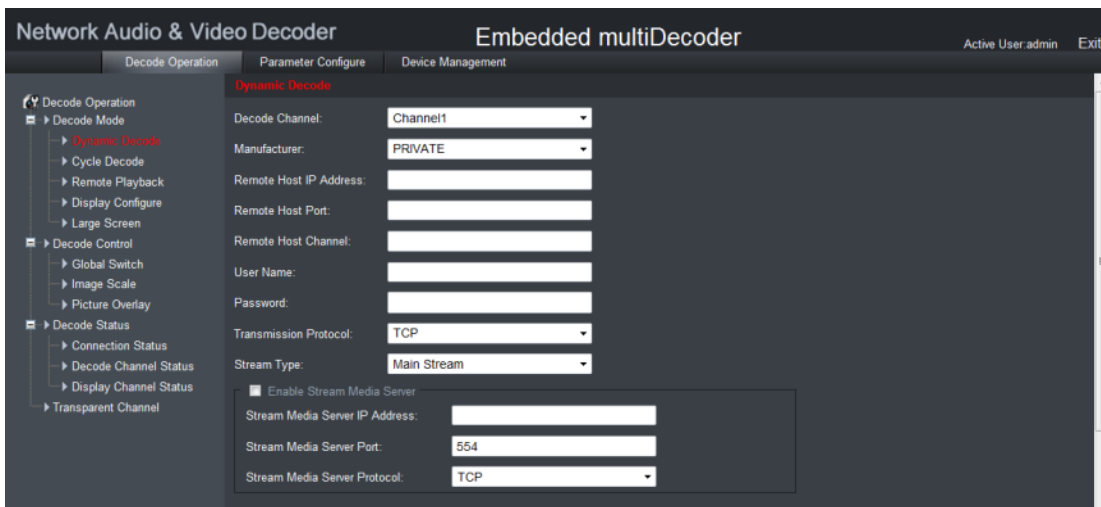 Network Audio & Video Decoder
Embedded multiDecoder
Active User:admin Exit
Decode Operation Parameter Configure Device Management
Decode Operation
Decode Mode
Dynamic Decode
Cycle Decode
Remote Playback
Display Configure
Large Screen
Decode Control
Global Switch
Image Scale
Picture Overlay
Decode Status
Connection Status
Decode Channel Status
Display Channel Status
Transparent Channel
Dynamic Decode
Decode Channel: Channel1
Manufacturer: PRIVATE
Remote Host IP Address:
Remote Host Port:
Remote Host Channel:
User Name:
Password:
Transmission Protocol: TCP
Stream Type: Main Stream
Enable Stream Media Server
Stream Media Server IP Address:
Stream Media Server Port: 554
Stream Media Server Protocol: TCP